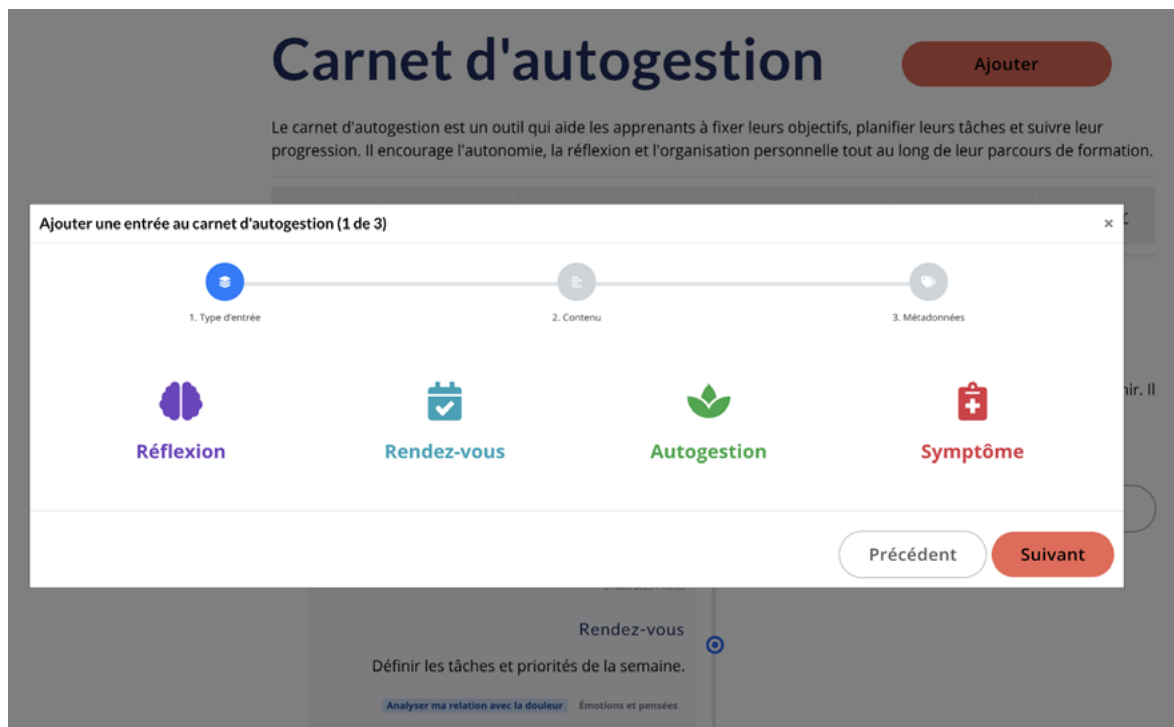 Carnet d'autogestion
Ajouter
Le carnet d'autogestion est un outil qui aide les apprenants à fixer leurs objectifs, planifier leurs tâches et suivre leur
progression. Il encourage l'autonomie, la réflexion et l'organisation personnelle tout au long de leur parcours de formation.
Ajouter une entrée au carnet d'autogestion (1 de 3)
×
1. Type d'entrée
2. Contenu
3. Métadonnées
nir. Il
Réflexion
Rendez-vous
Autogestion
Symptôme
Précédent
Suivant
Rendez-vous
Définir les tâches et priorités de la semaine.
Analyser ma relation avec la douleur
Émotions et pensées